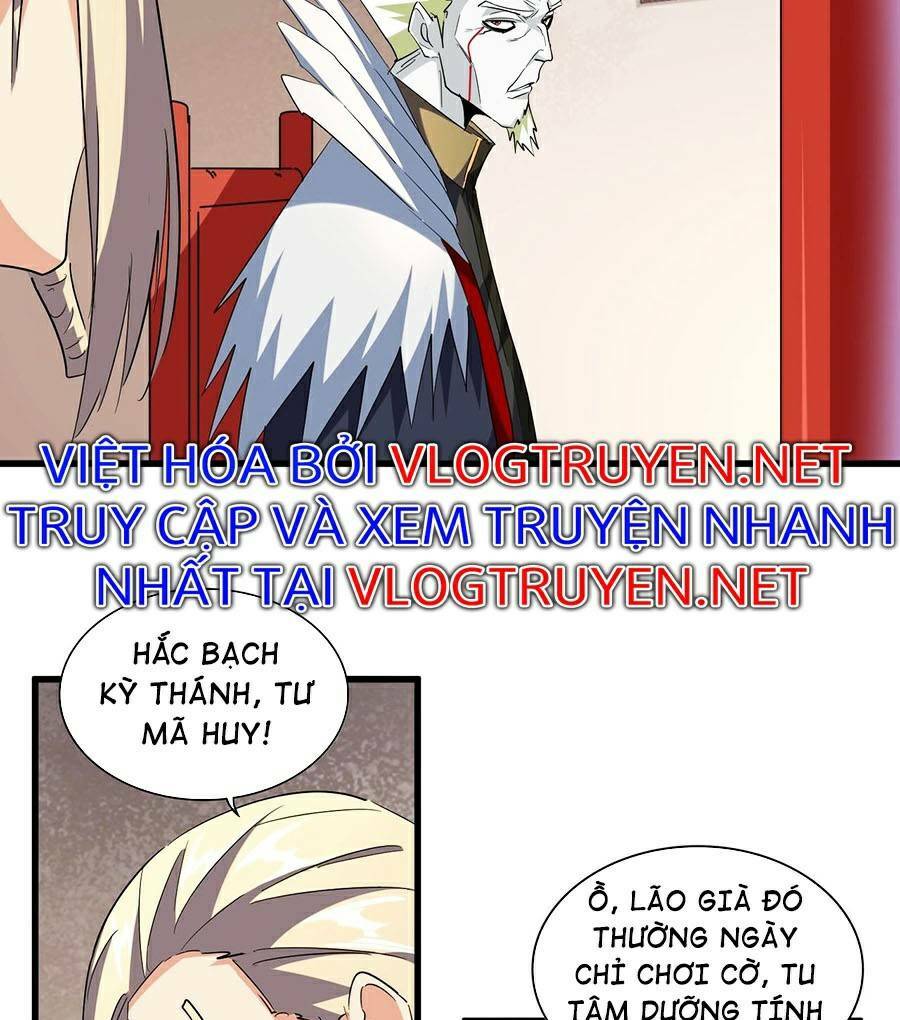 VIỆT HÓA BỞI VLOGTRUYEN.NET
TRUY CẬP VÀ XEM TRUYỆN NHANH
NHẤT TẠI VLOGTRUYEN.NET
HẮC BẠCH
KỲ THÁNH, TƯ
MÃ HUY!
Ồ, LÃO GIÀ ĐÓ
THƯỜNG NGÀY
CHỈ CHƠI CỜ, TU
TÂM DƯỠNG TÍNH